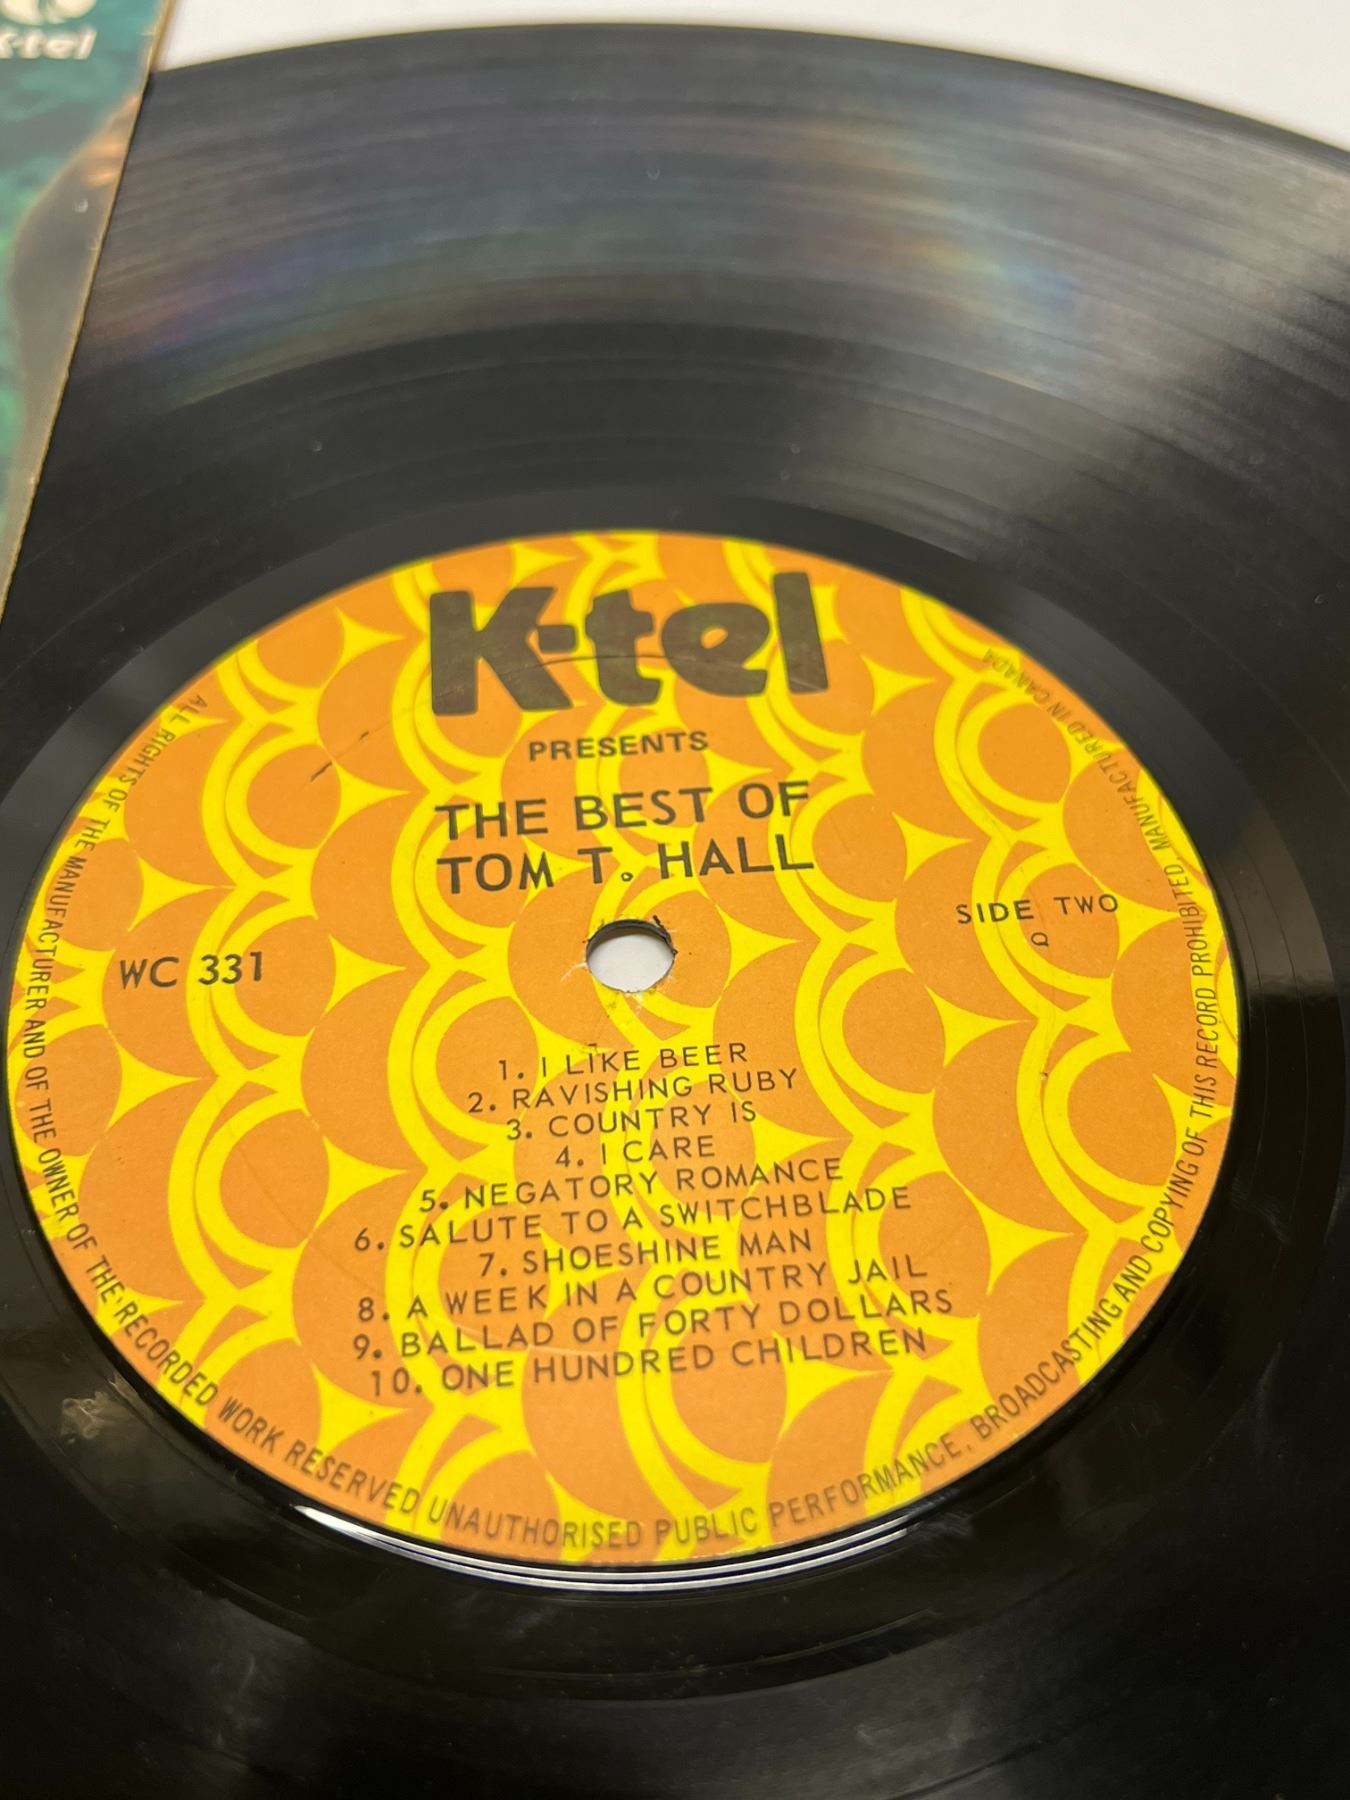 K-tel
K-tel
PRESENTS
THE BEST OF
TOM T. HALL
WC 331
SIDE TWO
Q
1. I LIKE BEER
2. RAVISHING RUBY
3. COUNTRY IS
4. I CARE
5. NEGATORY ROMANCE
6. SALUTE TO A SWITCHBLADE
7. SHOESHINE MAN
8. A WEEK IN A COUNTRY JAIL
9. BALLAD OF FORTY DOLLARS
10. ONE HUNDRED CHILDREN
ALL RIGHTS OF THE MANUFACTURER AND OF THE OWNER OF THE RECORDED WORK RESERVED UNAUTHORISED PUBLIC PERFORMANCE, BROADCASTING AND COPYING OF THIS RECORD PROHIBITED. MANUFACTURED IN CANADA